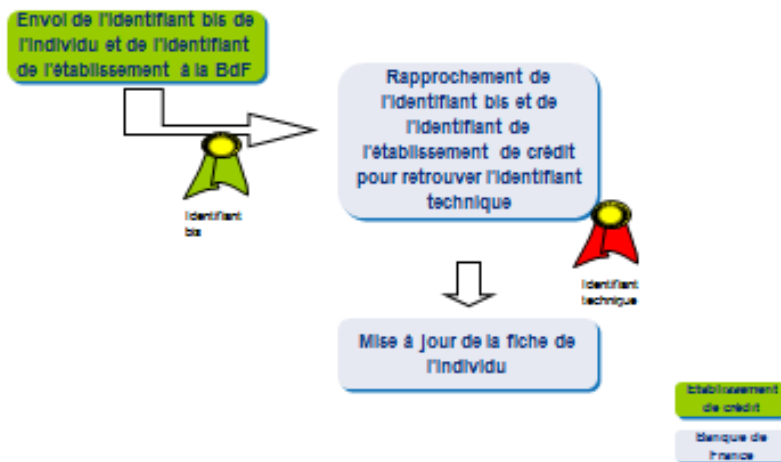 Envoi de l'identifiant bis de
l'individu et de l'identifiant
de l'établissement à la BdF
Rapprochement de
l'identifiant bis et de
l'identifiant de
l'établissement de crédit
pour retrouver l'identifiant
technique
Identifiant
bis
Identifiant
technique
Mise à jour de la fiche de
l'individu
Etablissement
de crédit
Banque de
France